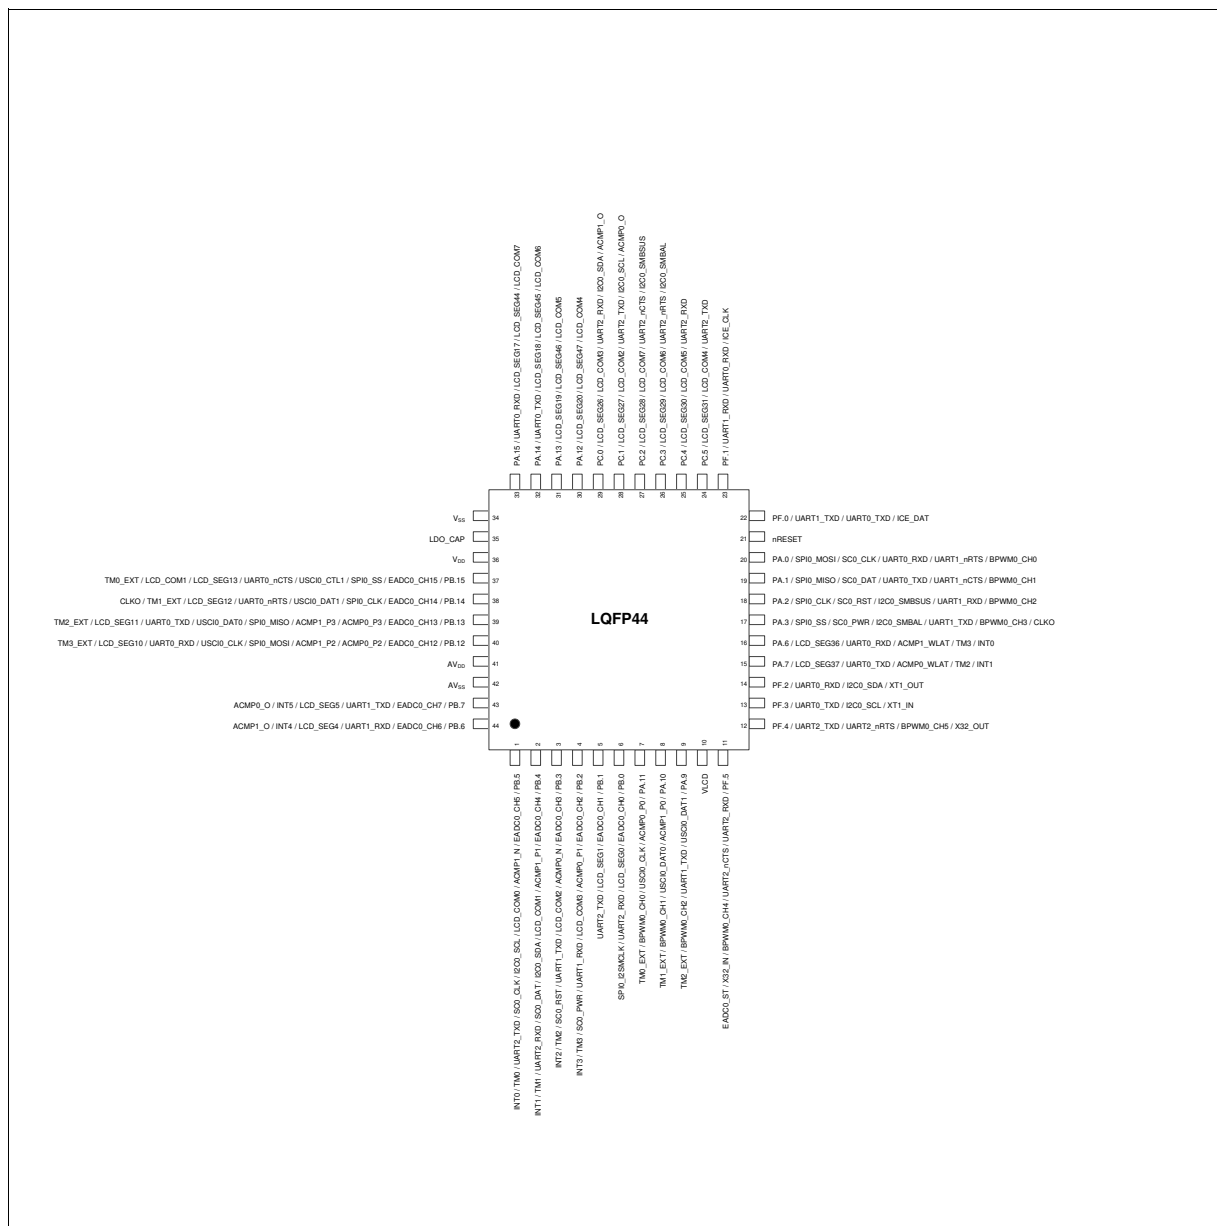 PA.15 / UART0_RXD / LCD_SEG17 / LCD_SEG44 / LCD_COM7
PA.14 / UART0_TXD / LCD_SEG18 / LCD_SEG45 / LCD_COM6
PA.13 / LCD_SEG19 / LCD_SEG46 / LCD_COM5
PA.12 / LCD_SEG20 / LCD_SEG47 / LCD_COM4
PC.0 / LCD_SEG26 / LCD_COM3 / UART2_RXD / I2C0_SDA / ACMP1_O
PC.1 / LCD_SEG27 / LCD_COM2 / UART2_TXD / I2C0_SCL / ACMP0_O
PC.2 / LCD_SEG28 / LCD_COM7 / UART2_nCTS / I2C0_SMBSUS
PC.3 / LCD_SEG29 / LCD_COM6 / UART2_nRTS / I2C0_SMBAL
PC.4 / LCD_SEG30 / LCD_COM5 / UART2_RXD
PC.5 / LCD_SEG31 / LCD_COM4 / UART2_TXD
PF.1 / UART1_RXD / UART0_RXD / ICE_CLK
33 32 31 30 29 28 27 26 25 24 23
VSS 34
LDO_CAP 35
VDD 36
TM0_EXT / LCD_COM1 / LCD_SEG13 / UART0_nCTS / USCI0_CTL1 / SPI0_SS / EADC0_CH15 / PB.15 37
CLKO / TM1_EXT / LCD_SEG12 / UART0_nRTS / USCI0_DAT1 / SPI0_CLK / EADC0_CH14 / PB.14 38
TM2_EXT / LCD_SEG11 / UART0_TXD / USCI0_DAT0 / SPI0_MISO / ACMP1_P3 / ACMP0_P3 / EADC0_CH13 / PB.13 39
TM3_EXT / LCD_SEG10 / UART0_RXD / USCI0_CLK / SPI0_MOSI / ACMP1_P2 / ACMP0_P2 / EADC0_CH12 / PB.12 40
AVDD 41
AVSS 42
ACMP0_O / INT5 / LCD_SEG5 / UART1_TXD / EADC0_CH7 / PB.7 43
ACMP1_O / INT4 / LCD_SEG4 / UART1_RXD / EADC0_CH6 / PB.6 44
LQFP44
22 PF.0 / UART1_TXD / UART0_TXD / ICE_DAT
21 nRESET
20 PA.0 / SPI0_MOSI / SC0_CLK / UART0_RXD / UART1_nRTS / BPWM0_CH0
19 PA.1 / SPI0_MISO / SC0_DAT / UART0_TXD / UART1_nCTS / BPWM0_CH1
18 PA.2 / SPI0_CLK / SC0_RST / I2C0_SMBSUS / UART1_RXD / BPWM0_CH2
17 PA.3 / SPI0_SS / SC0_PWR / I2C0_SMBAL / UART1_TXD / BPWM0_CH3 / CLKO
16 PA.6 / LCD_SEG36 / UART0_RXD / ACMP1_WLAT / TM3 / INT0
15 PA.7 / LCD_SEG37 / UART0_TXD / ACMP0_WLAT / TM2 / INT1
14 PF.2 / UART0_RXD / I2C0_SDA / XT1_OUT
13 PF.3 / UART0_TXD / I2C0_SCL / XT1_IN
12 PF.4 / UART2_TXD / UART2_nRTS / BPWM0_CH5 / X32_OUT
1 2 3 4 5 6 7 8 9 10 11
INT0 / TM0 / UART2_TXD / SC0_CLK / I2C0_SCL / LCD_COM0 / ACMP1_N / EADC0_CH5 / PB.5
INT1 / TM1 / UART2_RXD / SC0_DAT / I2C0_SDA / LCD_COM1 / ACMP1_P1 / EADC0_CH4 / PB.4
INT2 / TM2 / SC0_RST / UART1_TXD / LCD_COM2 / ACMP0_N / EADC0_CH3 / PB.3
INT3 / TM3 / SC0_PWR / UART1_RXD / LCD_COM3 / ACMP0_P1 / EADC0_CH2 / PB.2
UART2_TXD / LCD_SEG1 / EADC0_CH1 / PB.1
SPI0_I2SMCLK / UART2_RXD / LCD_SEG0 / EADC0_CH0 / PB.0
TM0_EXT / BPWM0_CH0 / USCI0_CLK / ACMP0_P0 / PA.11
TM1_EXT / BPWM0_CH1 / USCI0_DAT0 / ACMP1_P0 / PA.10
TM2_EXT / BPWM0_CH2 / UART1_TXD / USCI0_DAT1 / PA.9
VLCD
EADC0_ST / X32_IN / BPWM0_CH4 / UART2_nCTS / UART2_RXD / PF.5